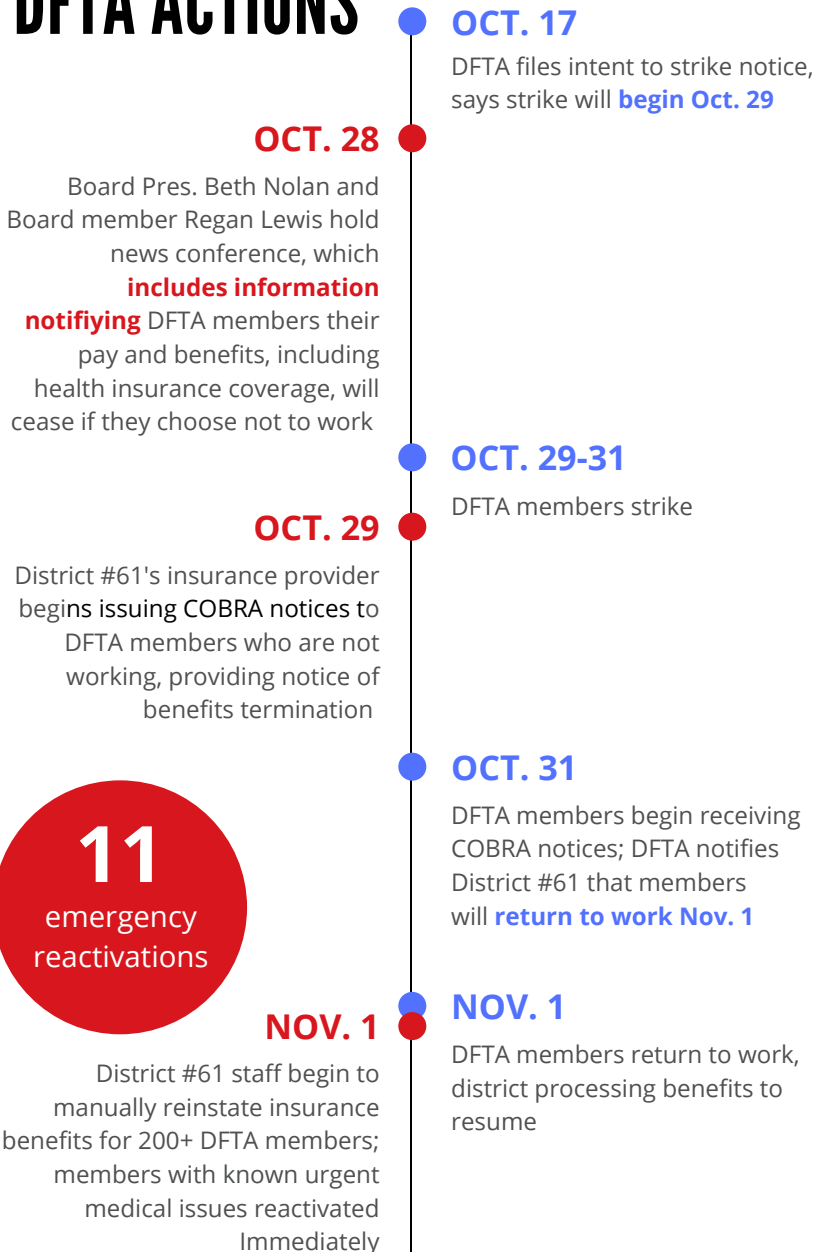 DFTA ACTIONS
OCT. 17
DFTA files intent to strike notice,
says strike will begin Oct. 29
OCT. 28
Board Pres. Beth Nolan and
Board member Regan Lewis hold
news conference, which
includes information
notifiying DFTA members their
pay and benefits, including
health insurance coverage, will
cease if they choose not to work
OCT. 29-31
DFTA members strike
OCT. 29
District #61's insurance provider
begins issuing COBRA notices to
DFTA members who are not
working, providing notice of
benefits termination
OCT. 31
DFTA members begin receiving
COBRA notices; DFTA notifies
District #61 that members
will return to work Nov. 1
11
emergency
reactivations
NOV. 1
DFTA members return to work,
district processing benefits to
resume
NOV. 1
District #61 staff begin to
manually reinstate insurance
benefits for 200+ DFTA members;
members with known urgent
medical issues reactivated
Immediately